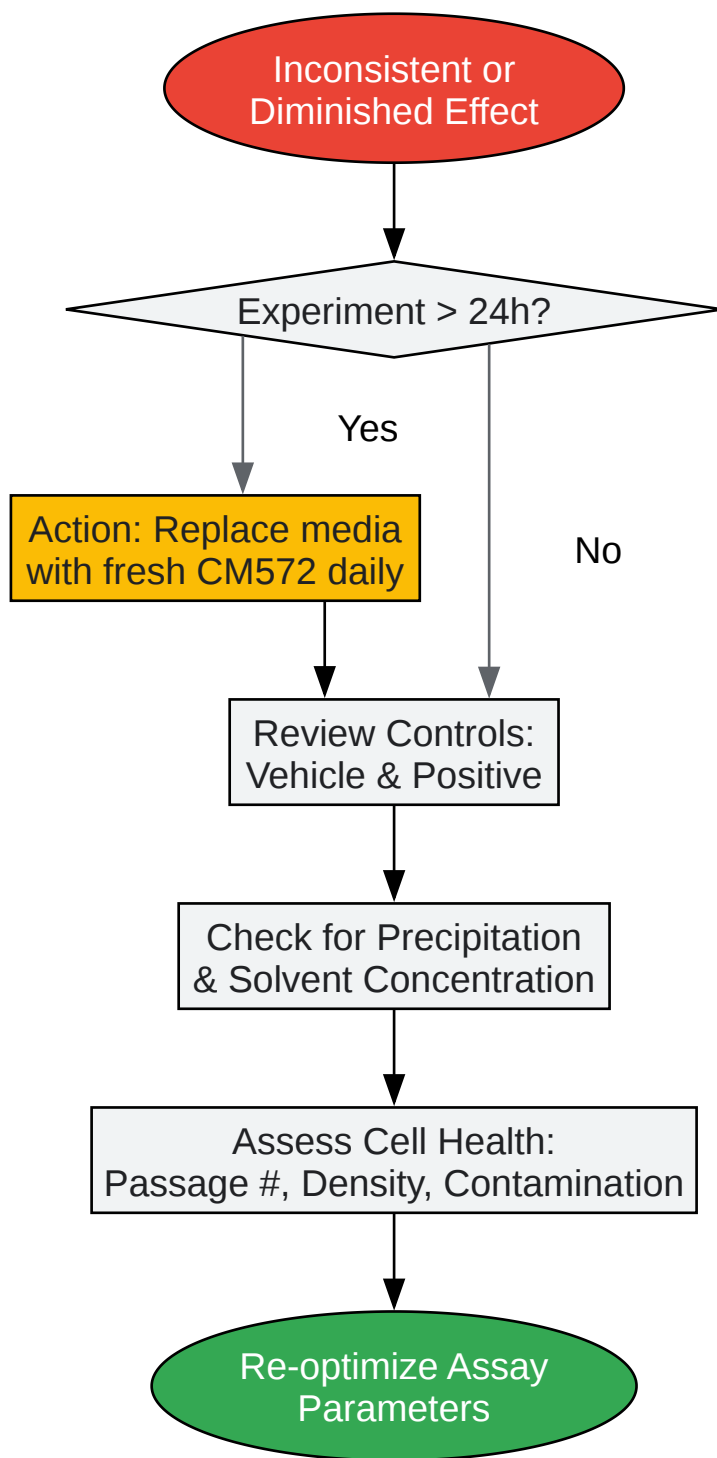 Inconsistent or
Diminished Effect
Experiment > 24h?
Yes
Action: Replace media
with fresh CM572 daily
No
Review Controls:
Vehicle & Positive
Check for Precipitation
& Solvent Concentration
Assess Cell Health:
Passage #, Density, Contamination
Re-optimize Assay
Parameters